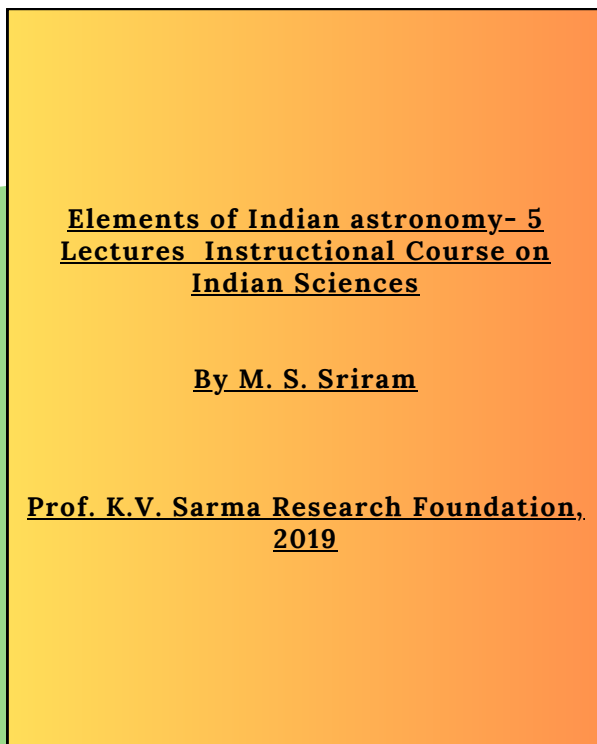 Elements of Indian astronomy- 5
Lectures  Instructional Course on
Indian Sciences
By M. S. Sriram
Prof. K.V. Sarma Research Foundation,
2019